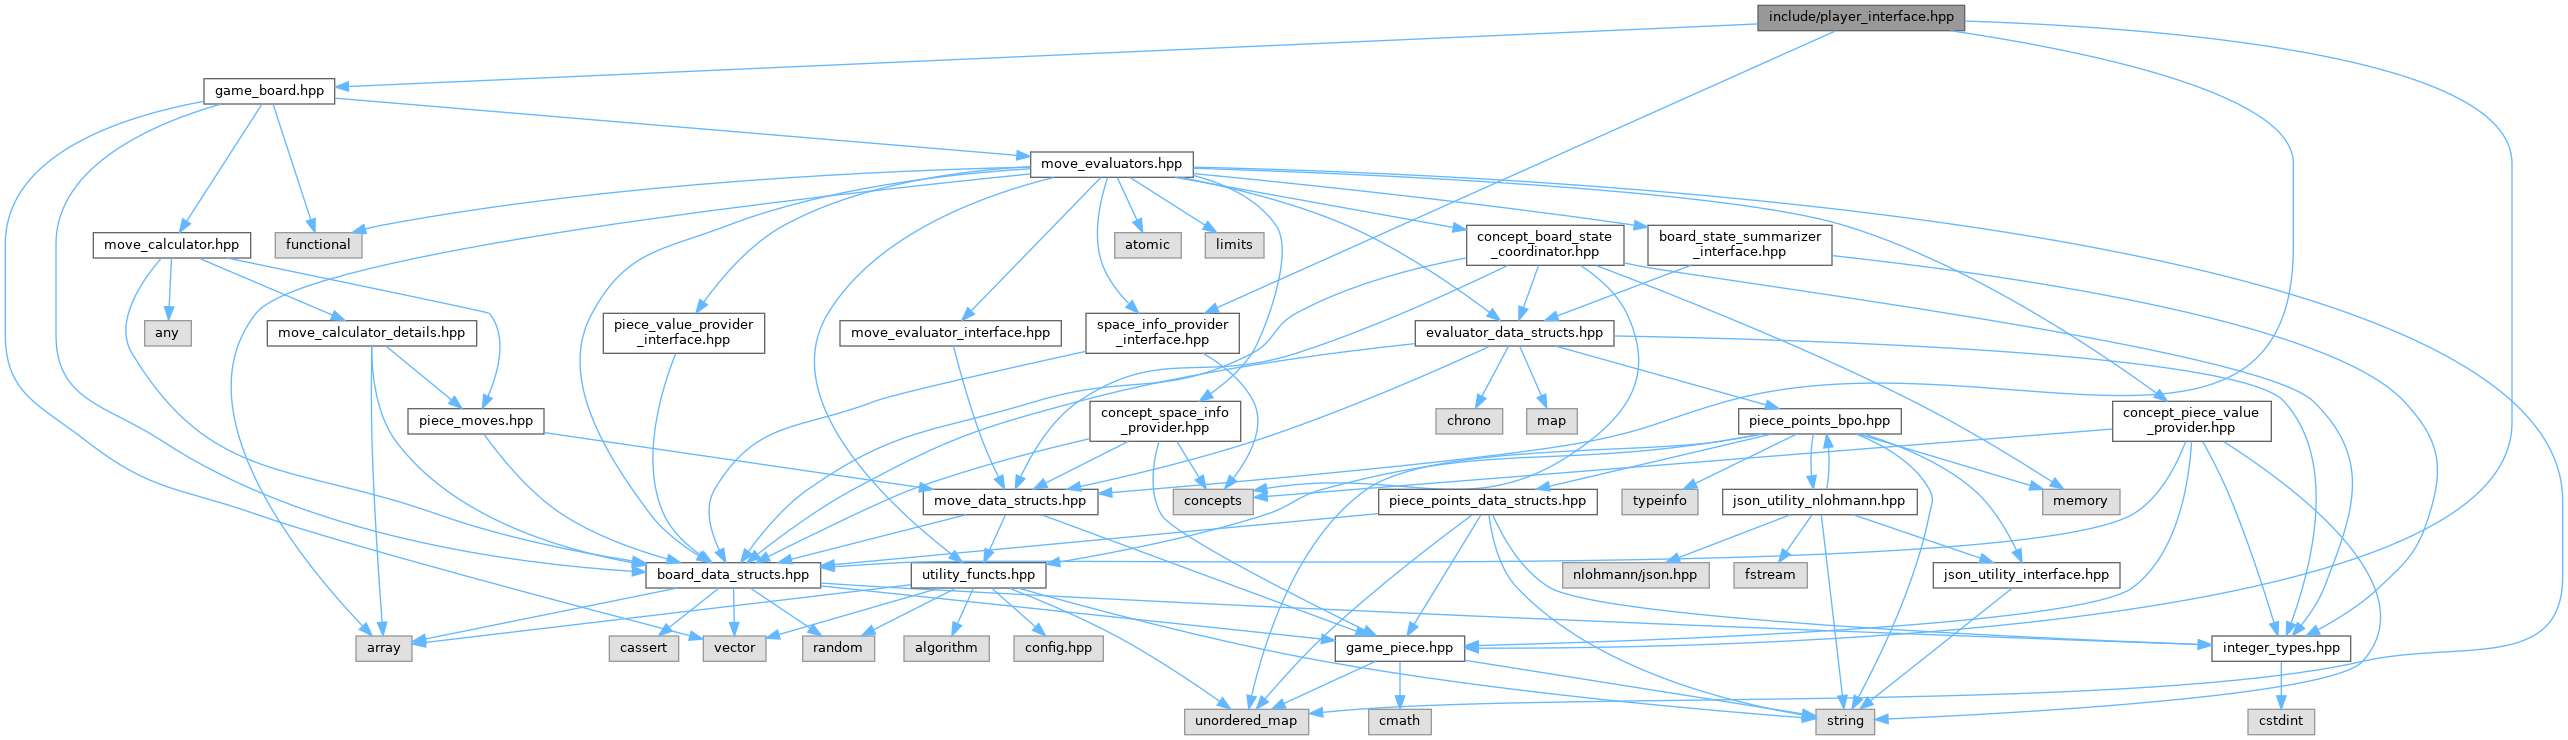 include/player_interface.hpp
game_board.hpp
move_evaluators.hpp
move_calculator.hpp
functional
atomic
limits
concept_board_state
_coordinator.hpp
board_state_summarizer
_interface.hpp
any
move_calculator_details.hpp
piece_value_provider
_interface.hpp
move_evaluator_interface.hpp
space_info_provider
_interface.hpp
evaluator_data_structs.hpp
piece_moves.hpp
concept_space_info
_provider.hpp
chrono
map
piece_points_bpo.hpp
concept_piece_value
_provider.hpp
move_data_structs.hpp
concepts
piece_points_data_structs.hpp
typeinfo
json_utility_nlohmann.hpp
memory
board_data_structs.hpp
utility_functs.hpp
nlohmann/json.hpp
fstream
json_utility_interface.hpp
array
cassert
vector
random
algorithm
config.hpp
game_piece.hpp
integer_types.hpp
unordered_map
cmath
string
cstdint